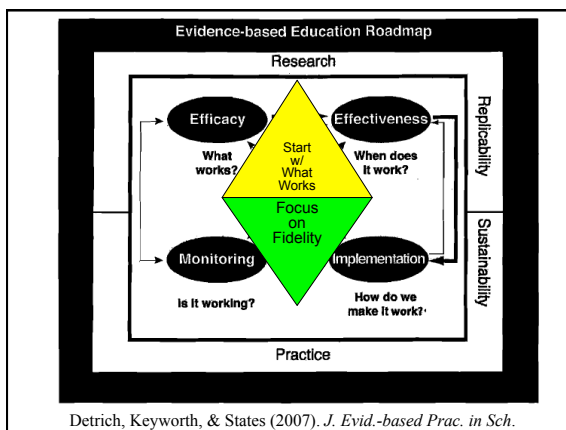 Evidence-based Education Roadmap
Research
Efficacy
Effectiveness
What
works?
Start
w/
What
Works
When does
it work?
Replicability
Focus
on
Fidelity
Monitoring
Implementation
Is it working?
How do we
make it work?
Sustainability
Practice
Detrich, Keyworth, & States (2007). J. Evid.-based Prac. in Sch.